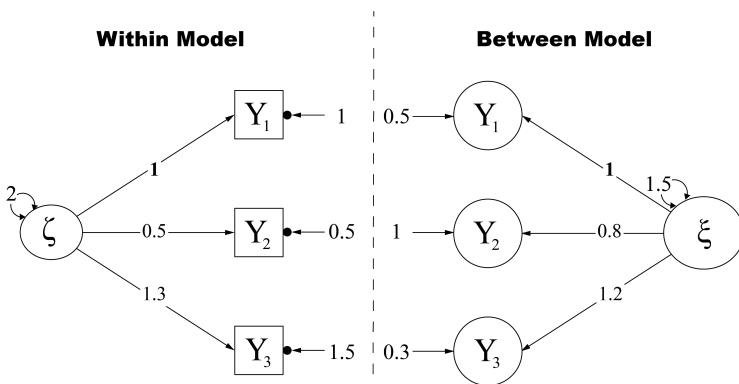 Within Model
Between Model
Y1
1
0.5
Y1
1
1
1.5
2
ζ
0.5
Y2
0.5
1
Y2
0.8
ξ
1.3
1.2
Y3
1.5
0.3
Y3